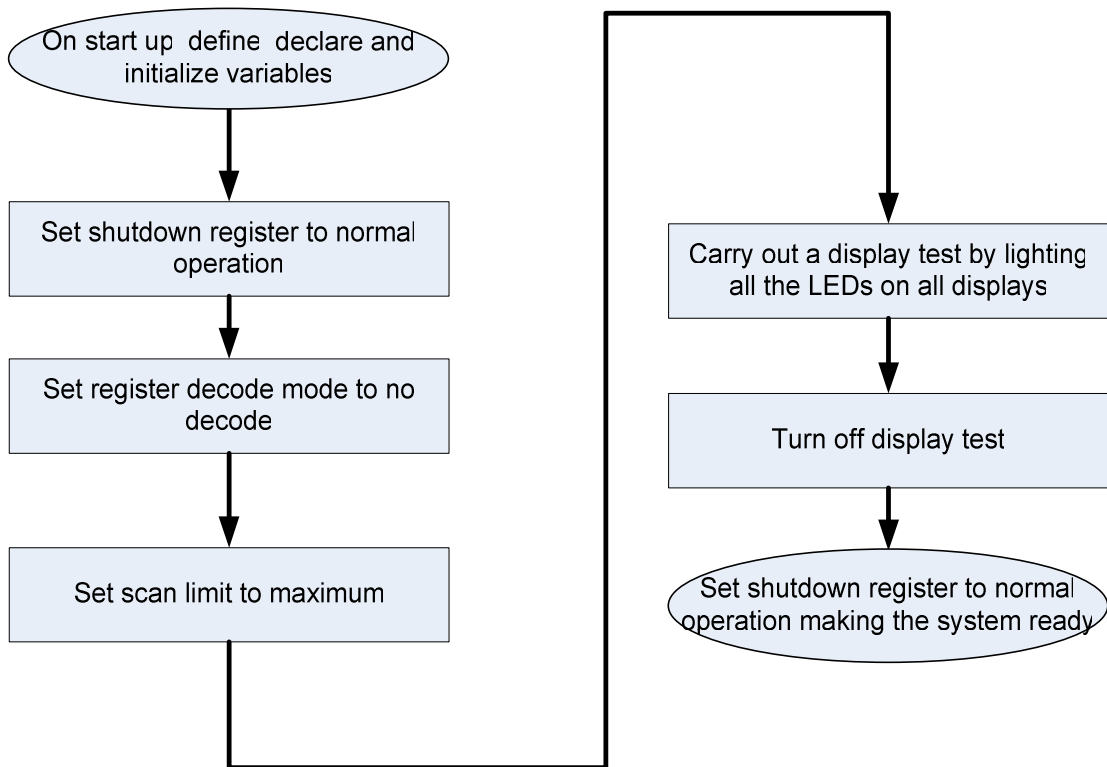 On start up define declare and
initialize variables
Set shutdown register to normal
operation
Set register decode mode to no
decode
Set scan limit to maximum
Carry out a display test by lighting
all the LEDs on all displays
Turn off display test
Set shutdown register to normal
operation making the system ready